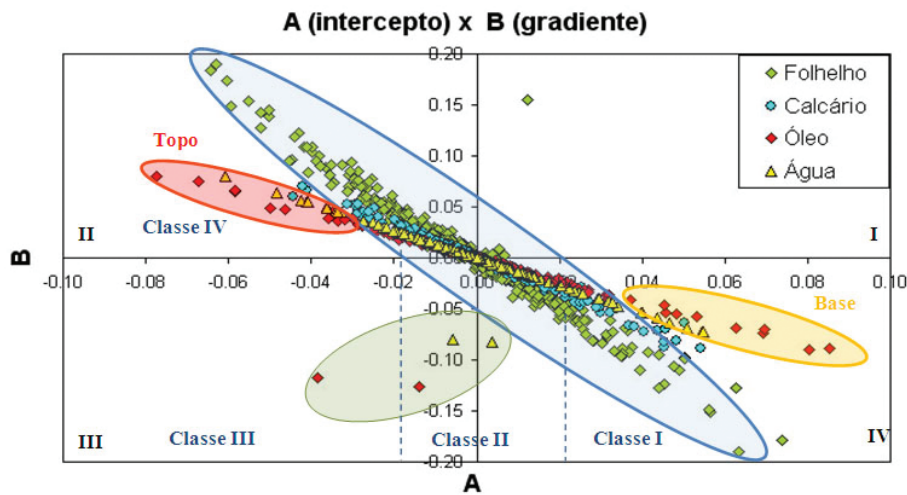 A (intercepto) x B (gradiente)
0.20
Folhelho
Calcário
Óleo
Água
0.15
0.10
Topo
0.05
II
Classe IV
I
B
-0.10
-0.08
-0.06
-0.04
-0.02
0.00
0.00
0.02
0.04
0.06
0.08
0.10
-0.05
Base
-0.10
-0.15
III
Classe III
Classe II
Classe I
IV
-0.20
A